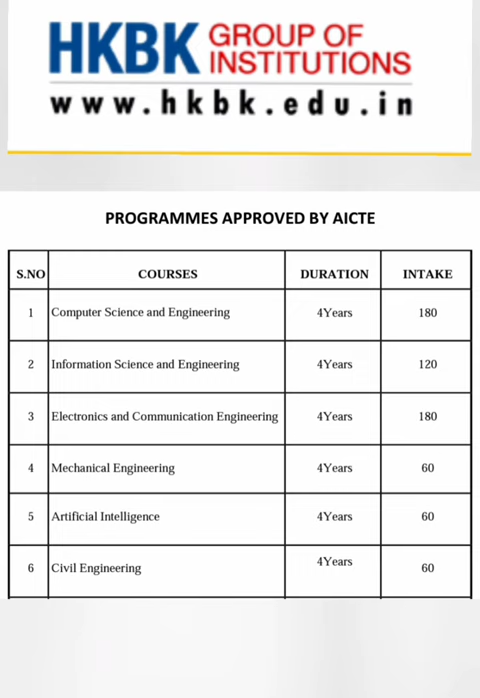 HKBK GROUP OF INSTITUTIONS
www.hkbk.edu.in
PROGRAMMES APPROVED BY AICTE
S.NO COURSES DURATION INTAKE
1 Computer Science and Engineering 4Years 180
2 Information Science and Engineering 4Years 120
3 Electronics and Communication Engineering 4Years 180
4 Mechanical Engineering 4Years 60
5 Artificial Intelligence 4Years 60
6 Civil Engineering 4Years 60